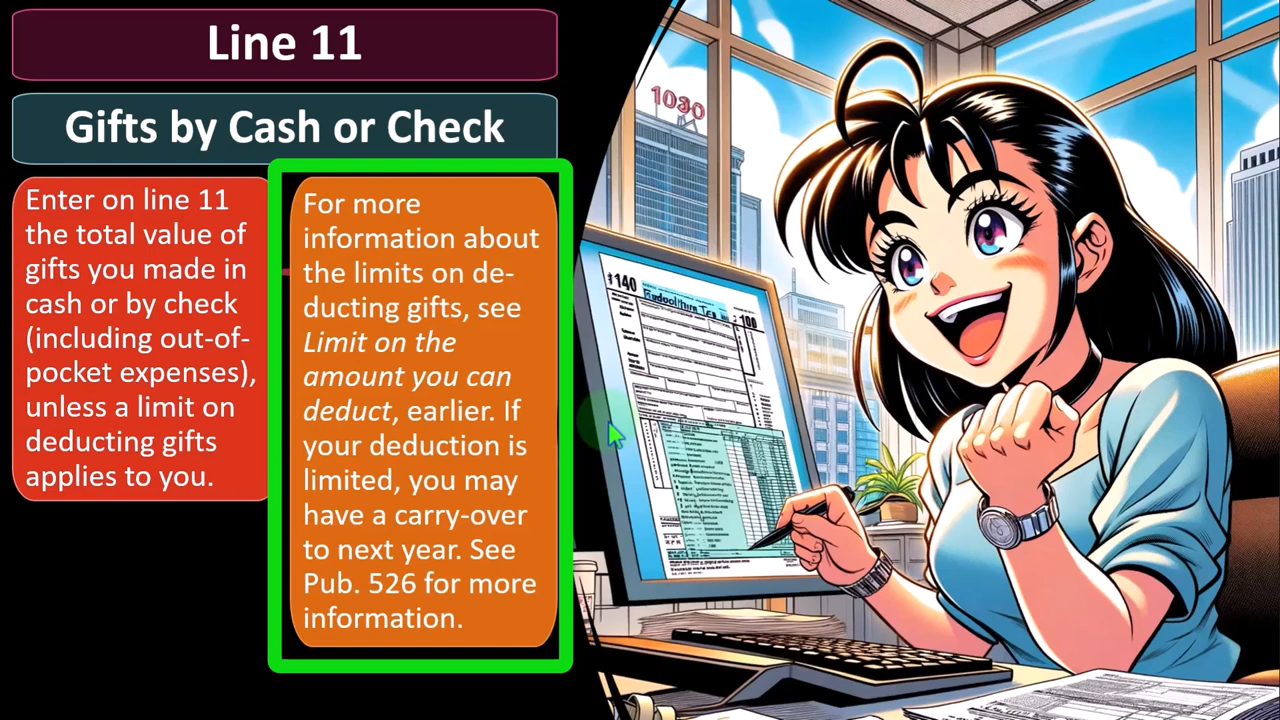 Line 11
Gifts by Cash or Check
Enter on line 11
the total value of
gifts you made in
cash or by check
(including out-of-
pocket expenses),
unless a limit on
deducting gifts
applies to you.
For more
information about
the limits on de-
ducting gifts, see
Limit on the
amount you can
deduct, earlier. If
your deduction is
limited, you may
have a carry-over
to next year. See
Pub. 526 for more
information.
140
100